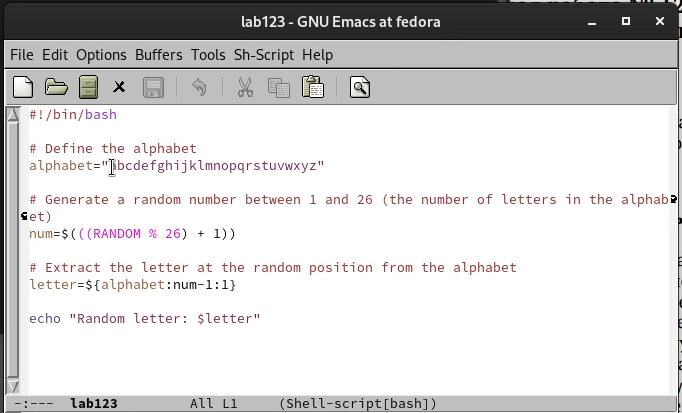 lab123 - GNU Emacs at fedora
File Edit Options Buffers Tools Sh-Script Help
#!/bin/bash
# Define the alphabet
alphabet="abcdefghijklmnopqrstuvwxyz"
# Generate a random number between 1 and 26 (the number of letters in the alphab
et)
num=$(((RANDOM % 26) + 1))
# Extract the letter at the random position from the alphabet
letter=${alphabet:num-1:1}
echo "Random letter: $letter"
-:--- lab123 All L1 (Shell-script[bash])